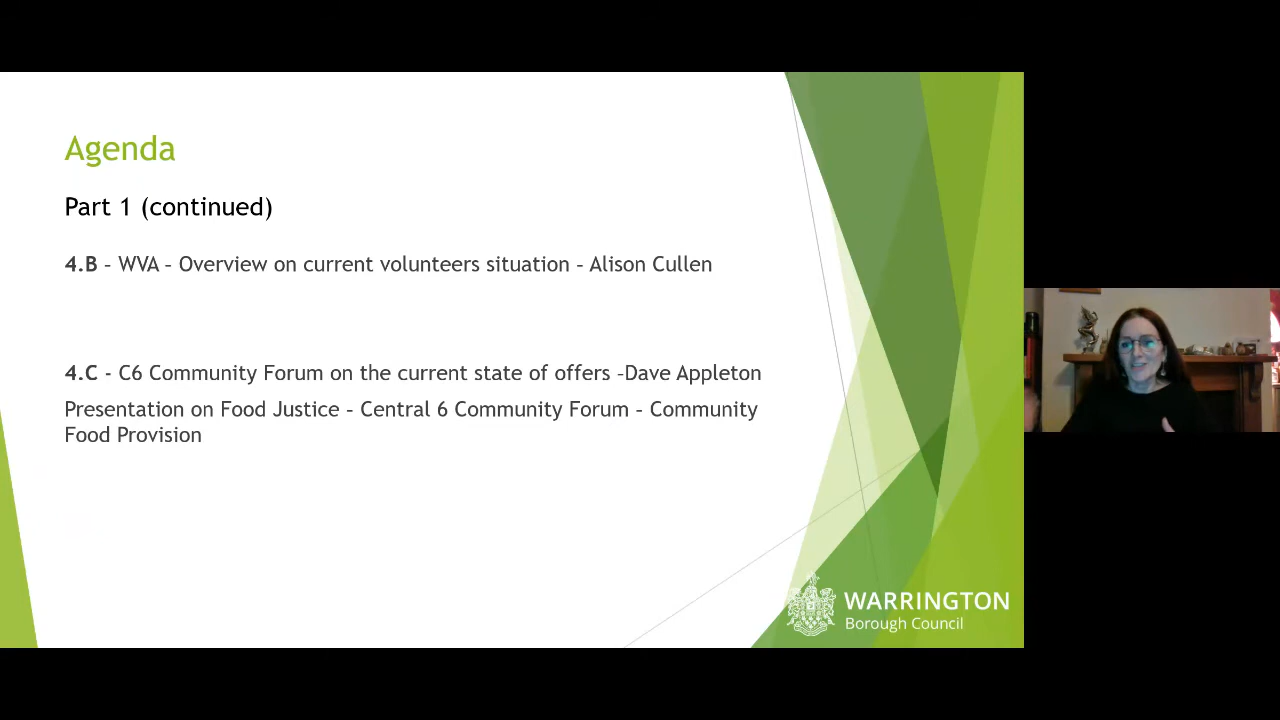 Agenda
Part 1 (continued)
4.B – WVA – Overview on current volunteers situation – Alison Cullen
4.C - C6 Community Forum on the current state of offers –Dave Appleton
Presentation on Food Justice – Central 6 Community Forum – Community
Food Provision
WARRINGTON
Borough Council